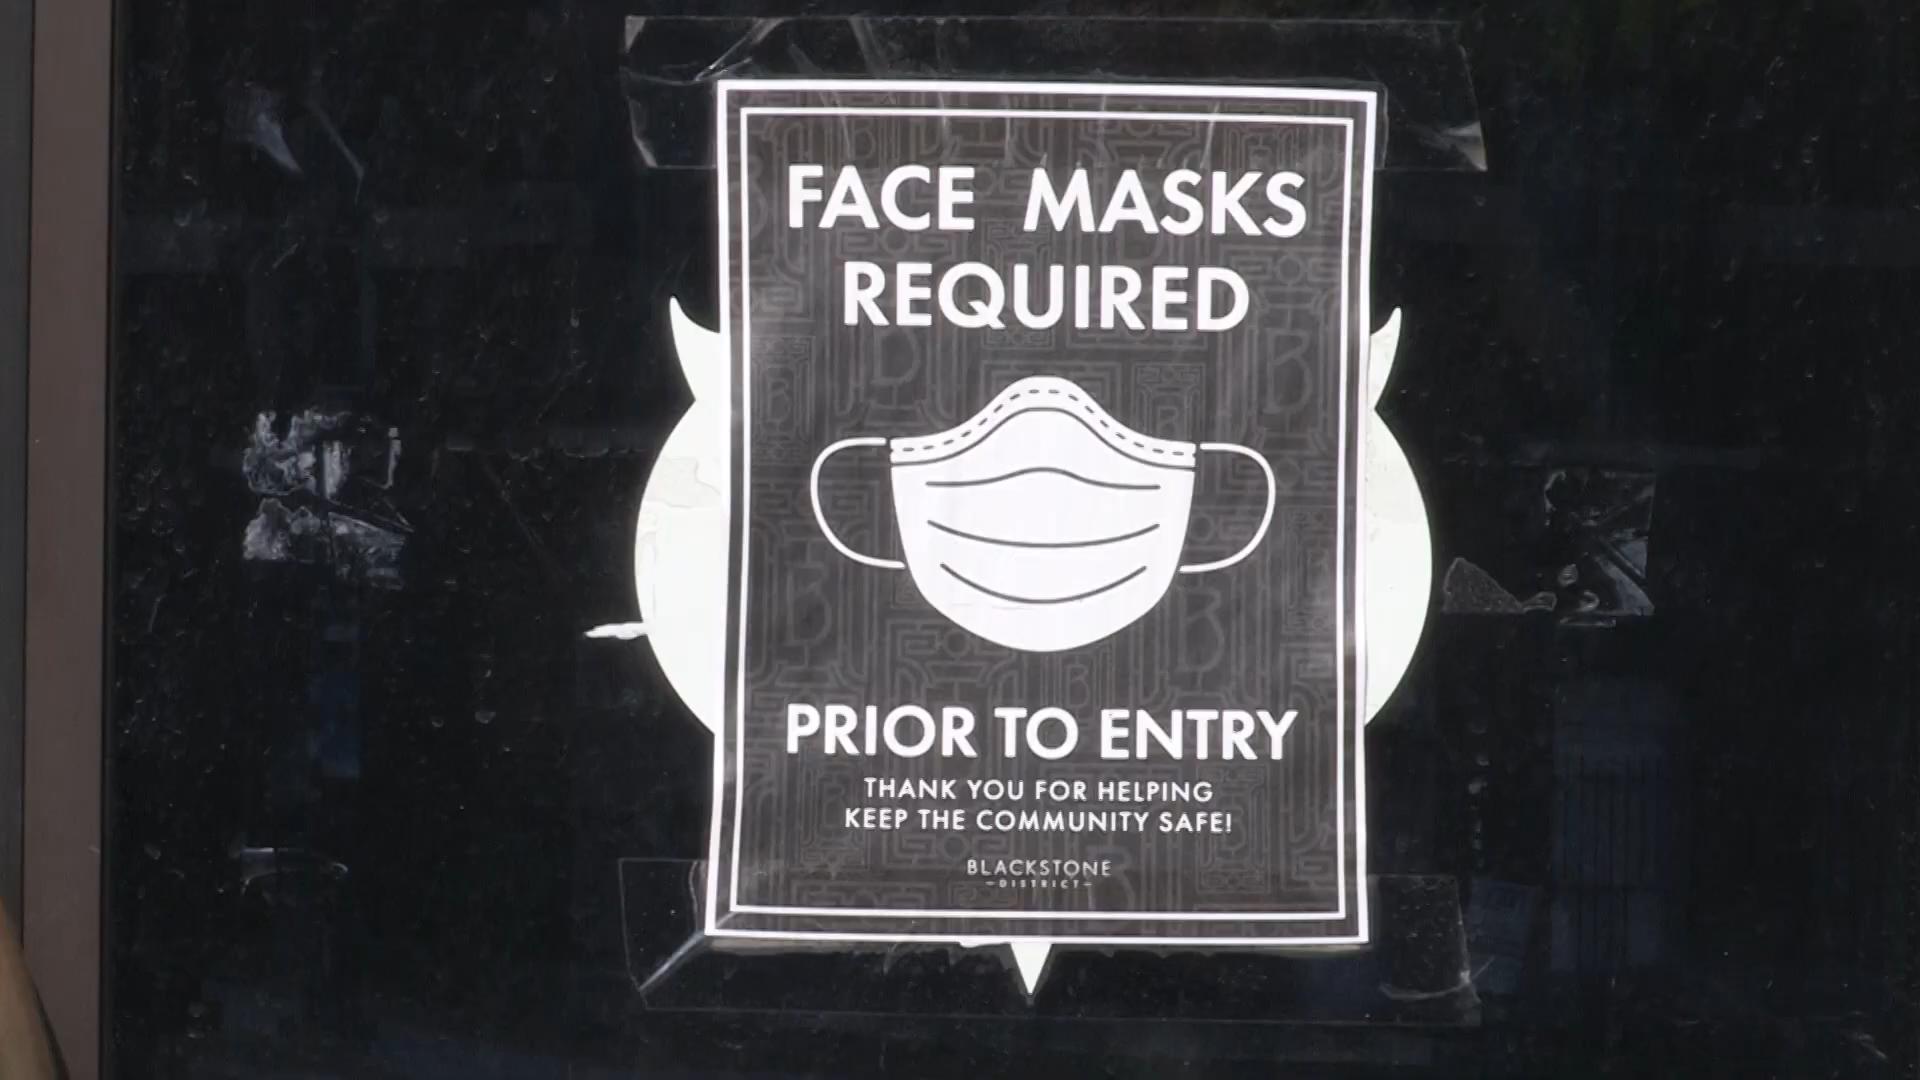 FACE MASKS
REQUIRED
PRIOR TO ENTRY
THANK YOU FOR HELPING
KEEP THE COMMUNITY SAFE!
BLACKSTONE
DISTRICT